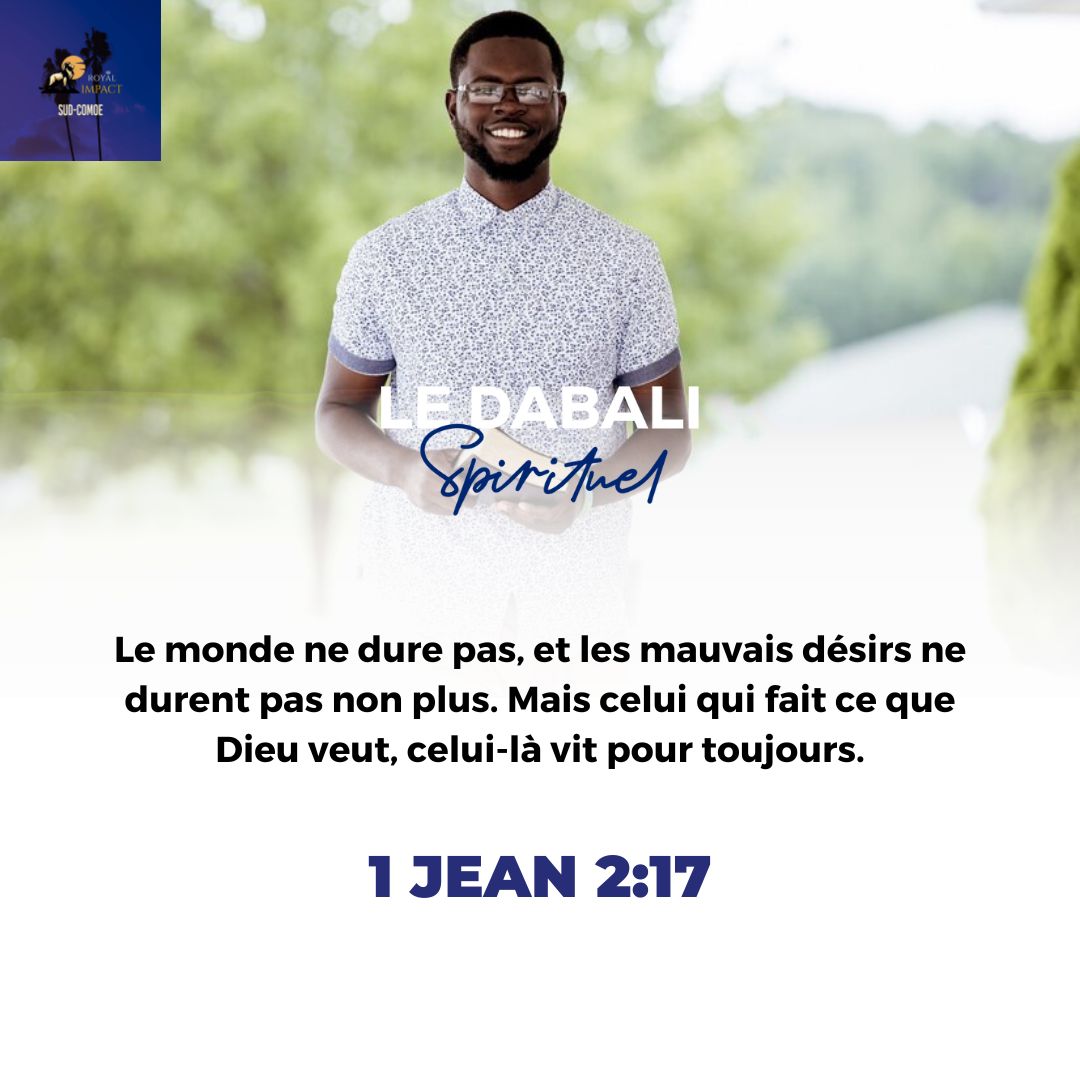 ROYAL
IMPACT
SUD-COMOE
LE DABALI
Spirituel
Le monde ne dure pas, et les mauvais désirs ne
durent pas non plus. Mais celui qui fait ce que
Dieu veut, celui-là vit pour toujours.
1 JEAN 2:17